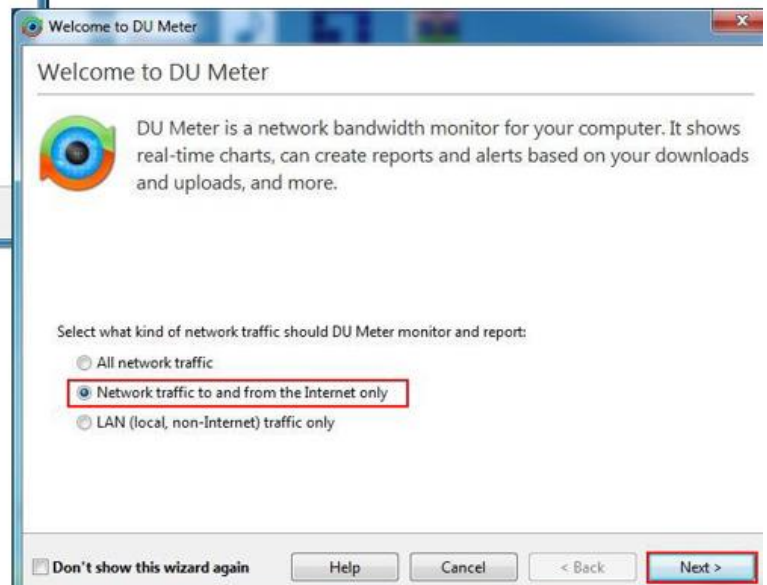 Welcome to DU Meter
Welcome to DU Meter
DU Meter is a network bandwidth monitor for your computer. It shows
real-time charts, can create reports and alerts based on your downloads
and uploads, and more.
Select what kind of network traffic should DU Meter monitor and report:
All network traffic
Network traffic to and from the Internet only
LAN (local, non-Internet) traffic only
Don't show this wizard again
Help
Cancel
< Back
Next >